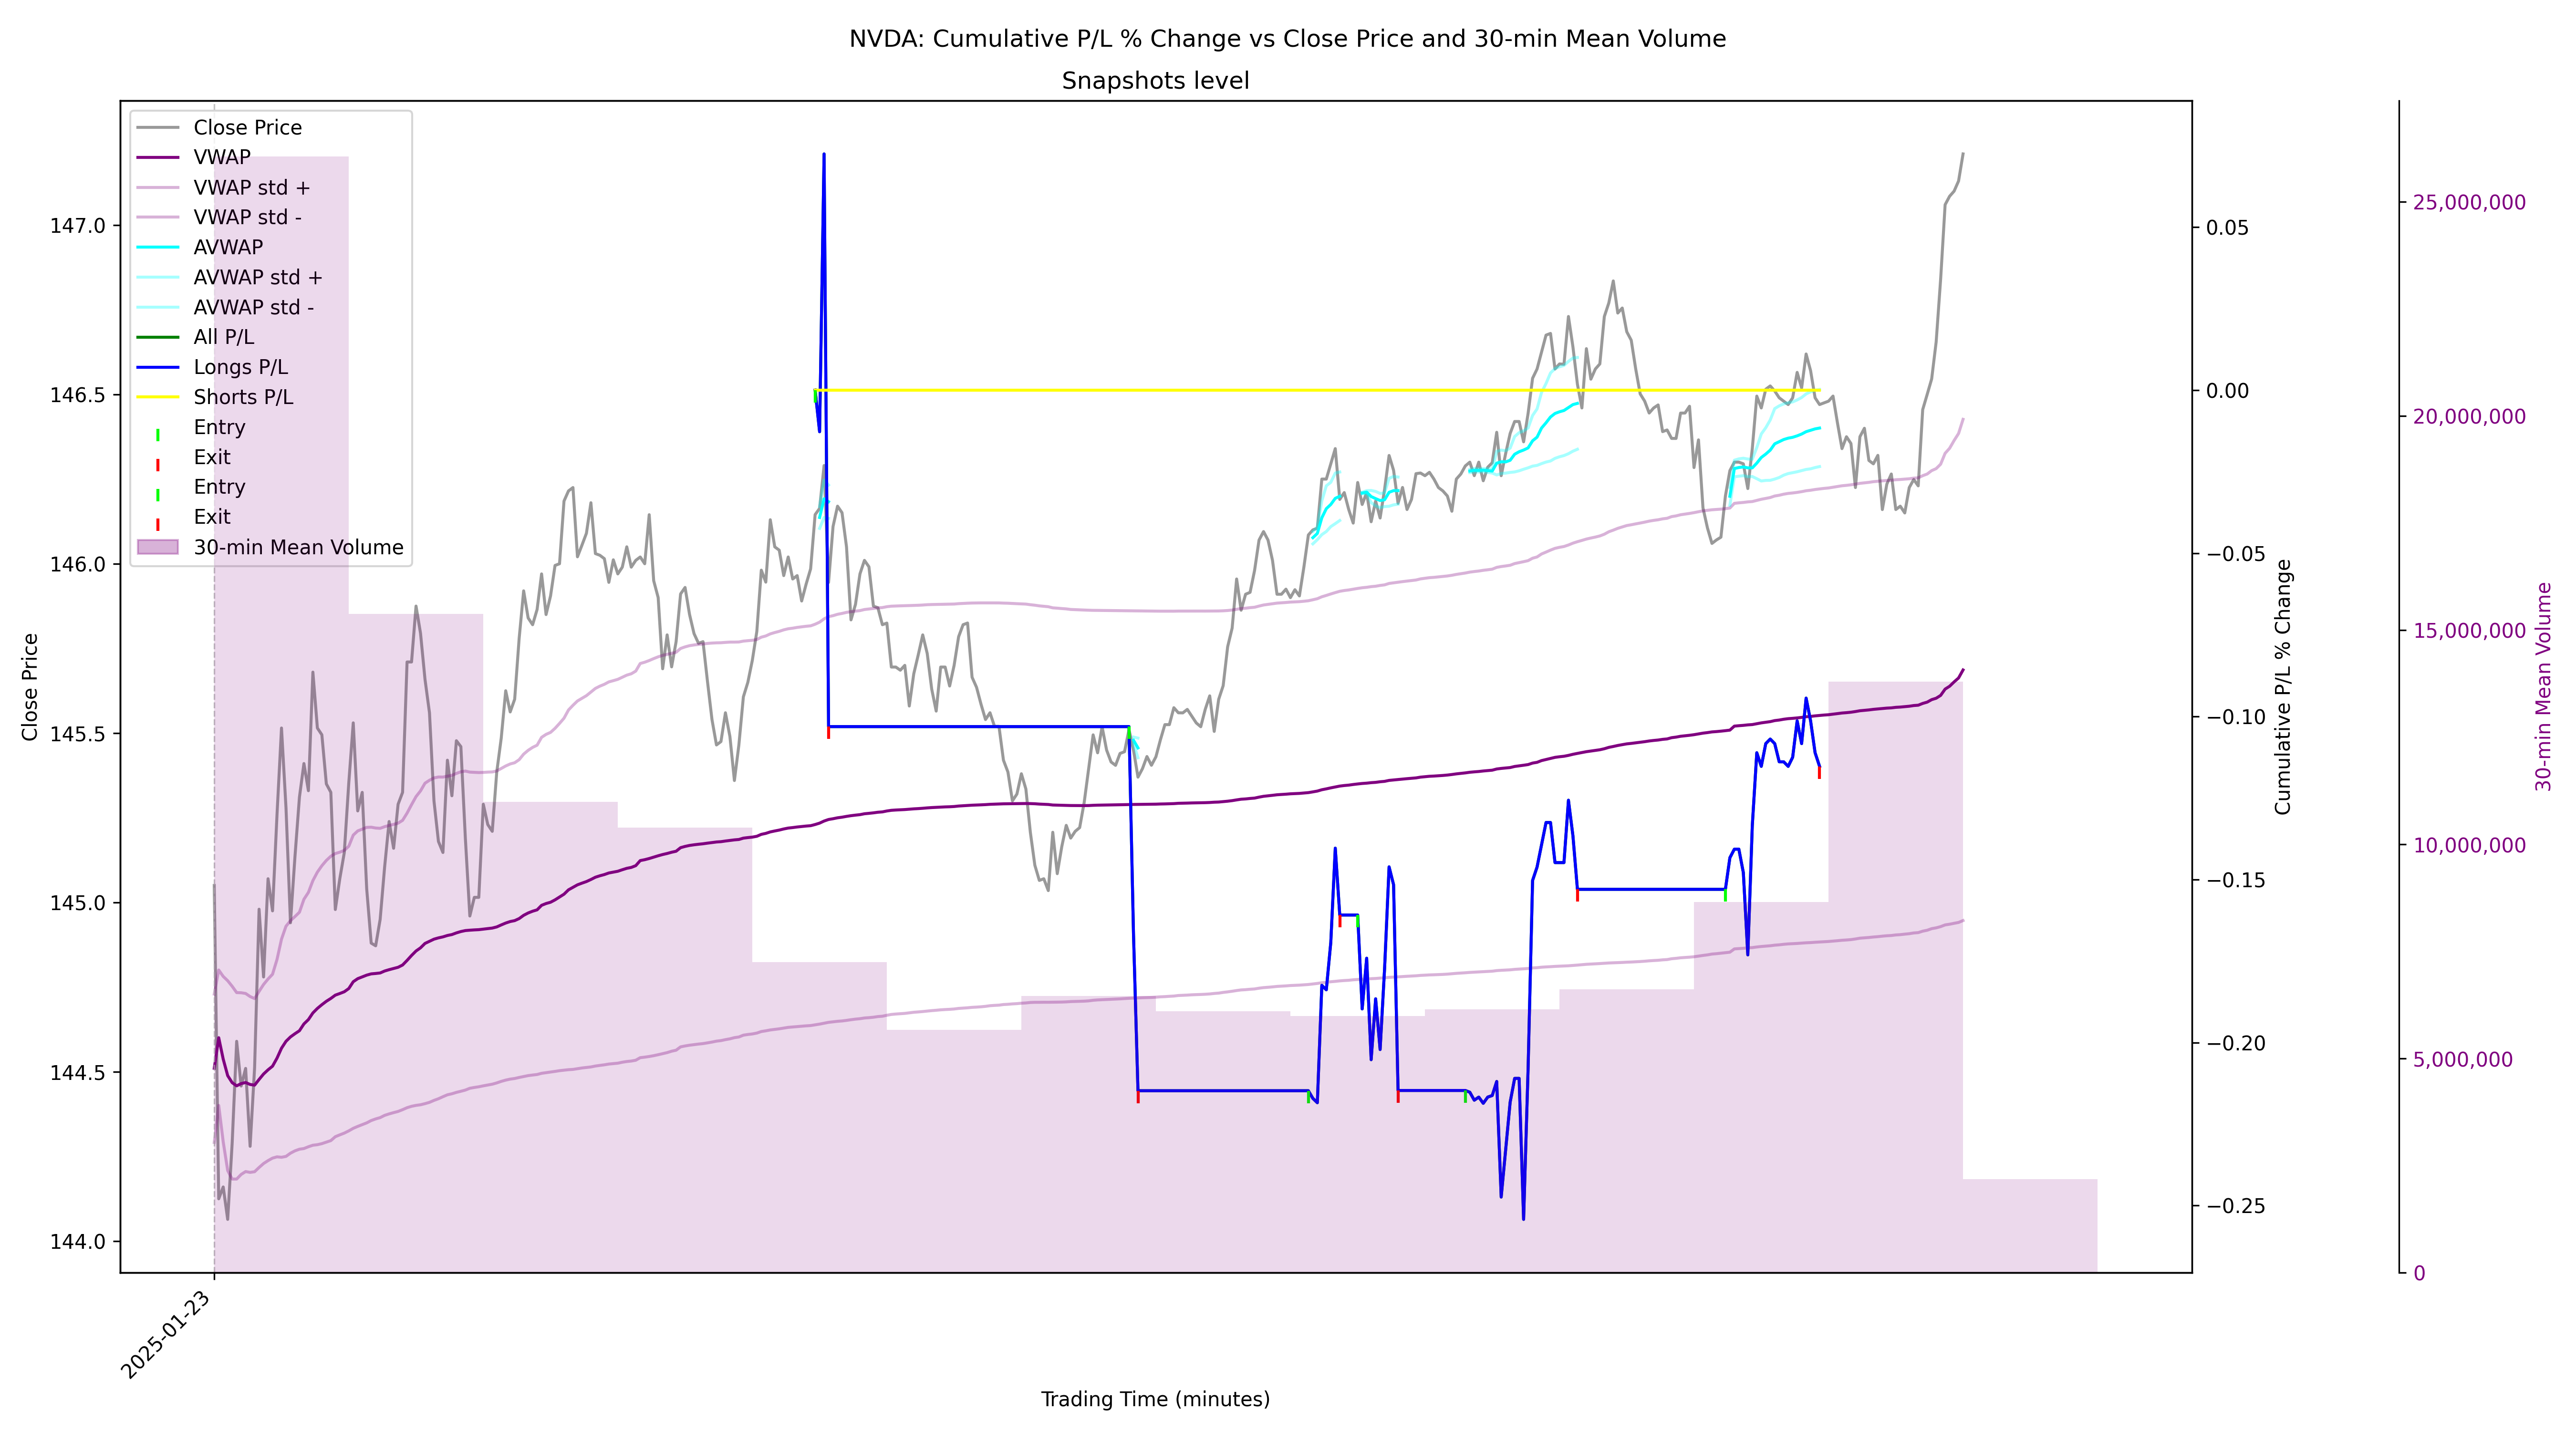 NVDA: Cumulative P/L % Change vs Close Price and 30-min Mean Volume
Snapshots level
Close Price
VWAP
VWAP std +
VWAP std -
AVWAP
AVWAP std +
AVWAP std -
All P/L
Longs P/L
Shorts P/L
Entry
Exit
Entry
Exit
30-min Mean Volume
147.0
146.5
146.0
145.5
145.0
144.5
144.0
Close Price
0.05
0.00
−0.05
−0.10
−0.15
−0.20
−0.25
Cumulative P/L % Change
25,000,000
20,000,000
15,000,000
10,000,000
5,000,000
0
30-min Mean Volume
2025-01-23
Trading Time (minutes)